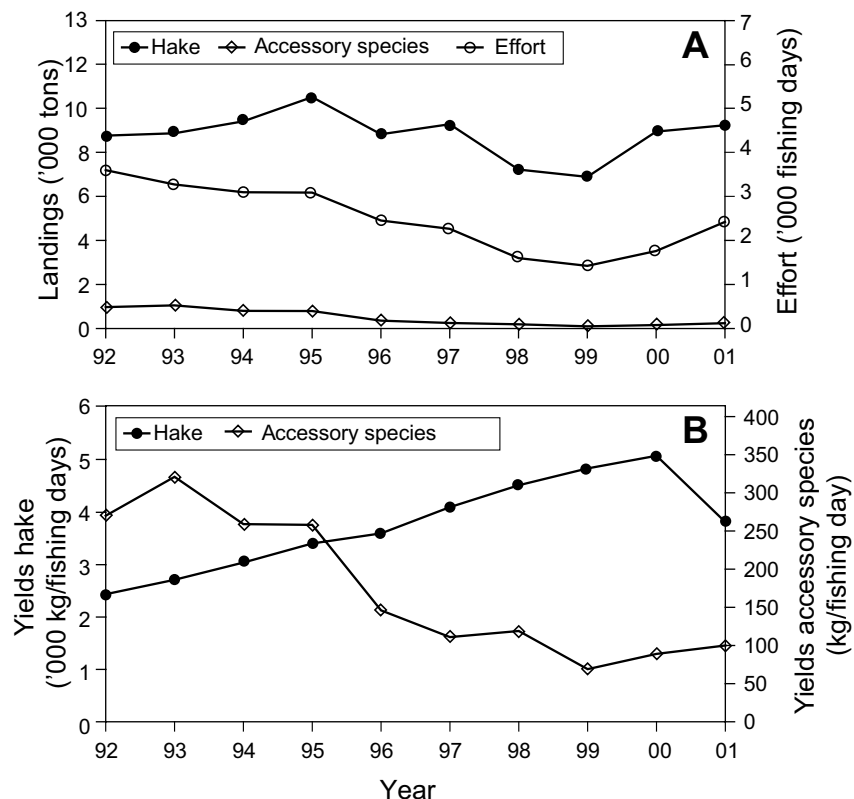 13
12
10
8
6
4
2
0
Landings ('000 tons)
Hake Accessory species Effort
A
7
6
5
4
3
2
1
0
Effort ('000 fishing days)
92 93 94 95 96 97 98 99 00 01
6
5
4
3
2
1
0
Yields hake
('000 kg/fishing days)
Hake Accessory species
B
400
350
300
250
200
150
100
50
0
Yields accessory species
(kg/fishing day)
92 93 94 95 96 97 98 99 00 01
Year